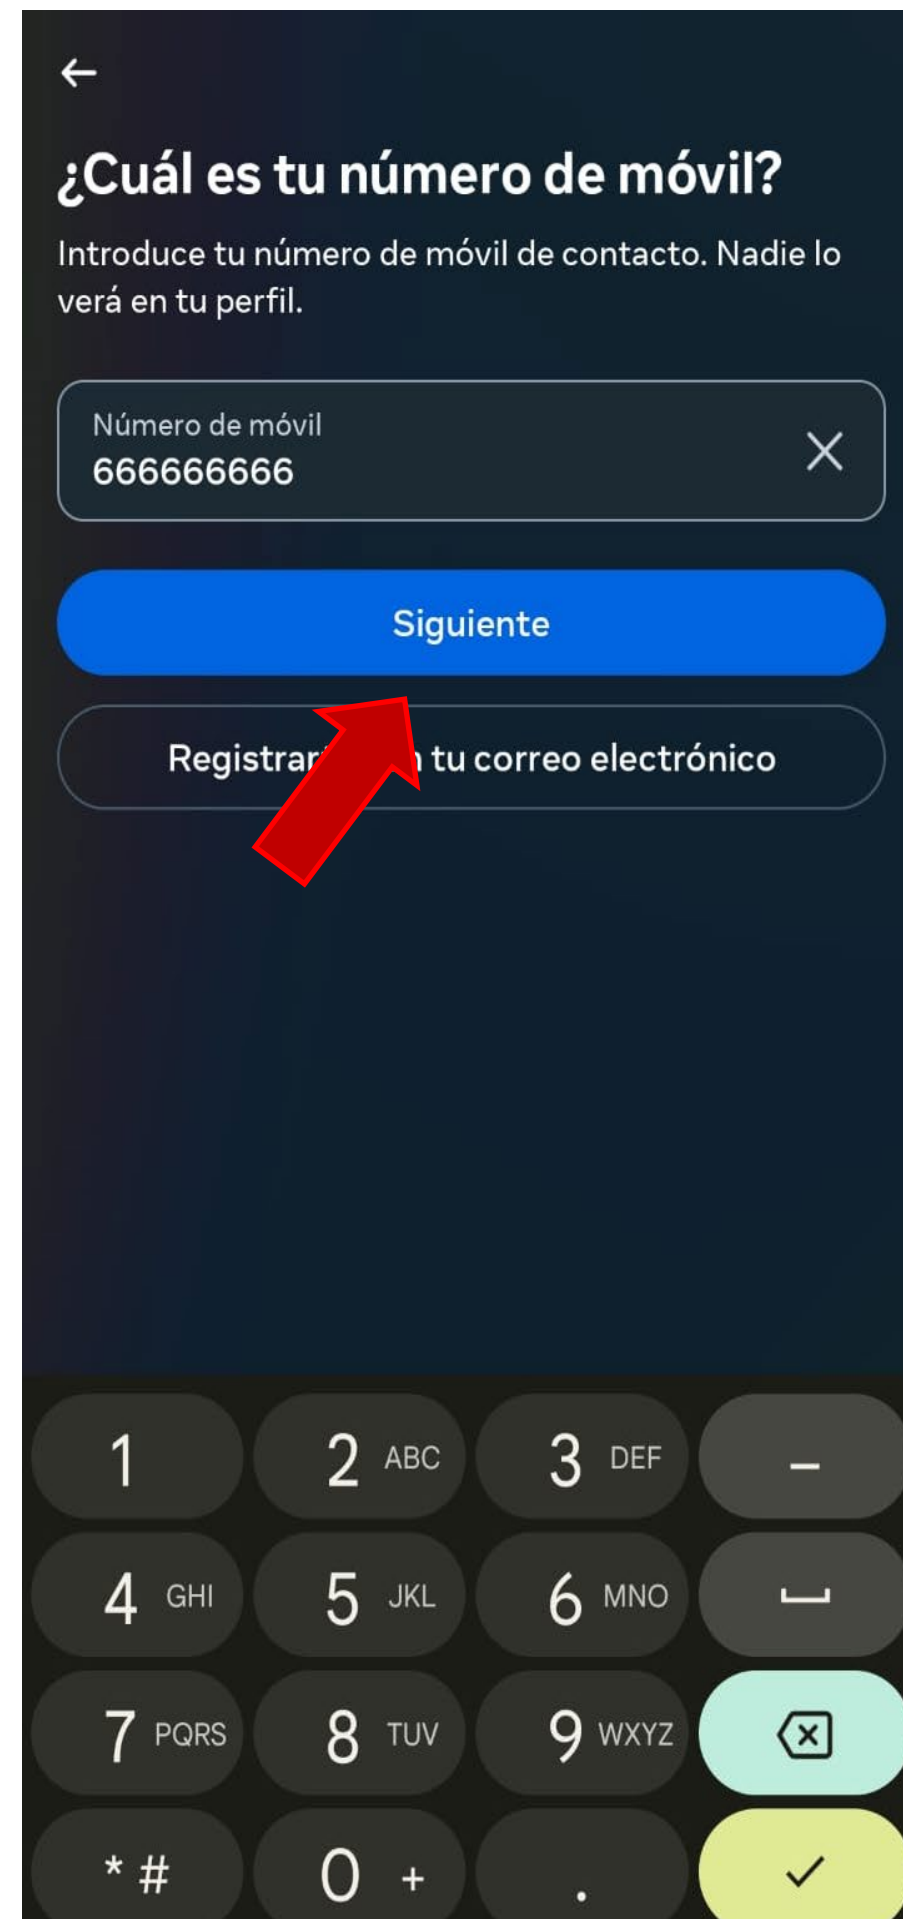 ¿Cuál es tu número de móvil?
Introduce tu número de móvil de contacto. Nadie lo
verá en tu perfil.
Número de móvil
666666666
Siguiente
tu correo electrónico
1 2 ABC 3 DEF –
4 GHI 5 JKL 6 MNO
7 PQRS 8 TUV 9 WXYZ
* # 0 + .